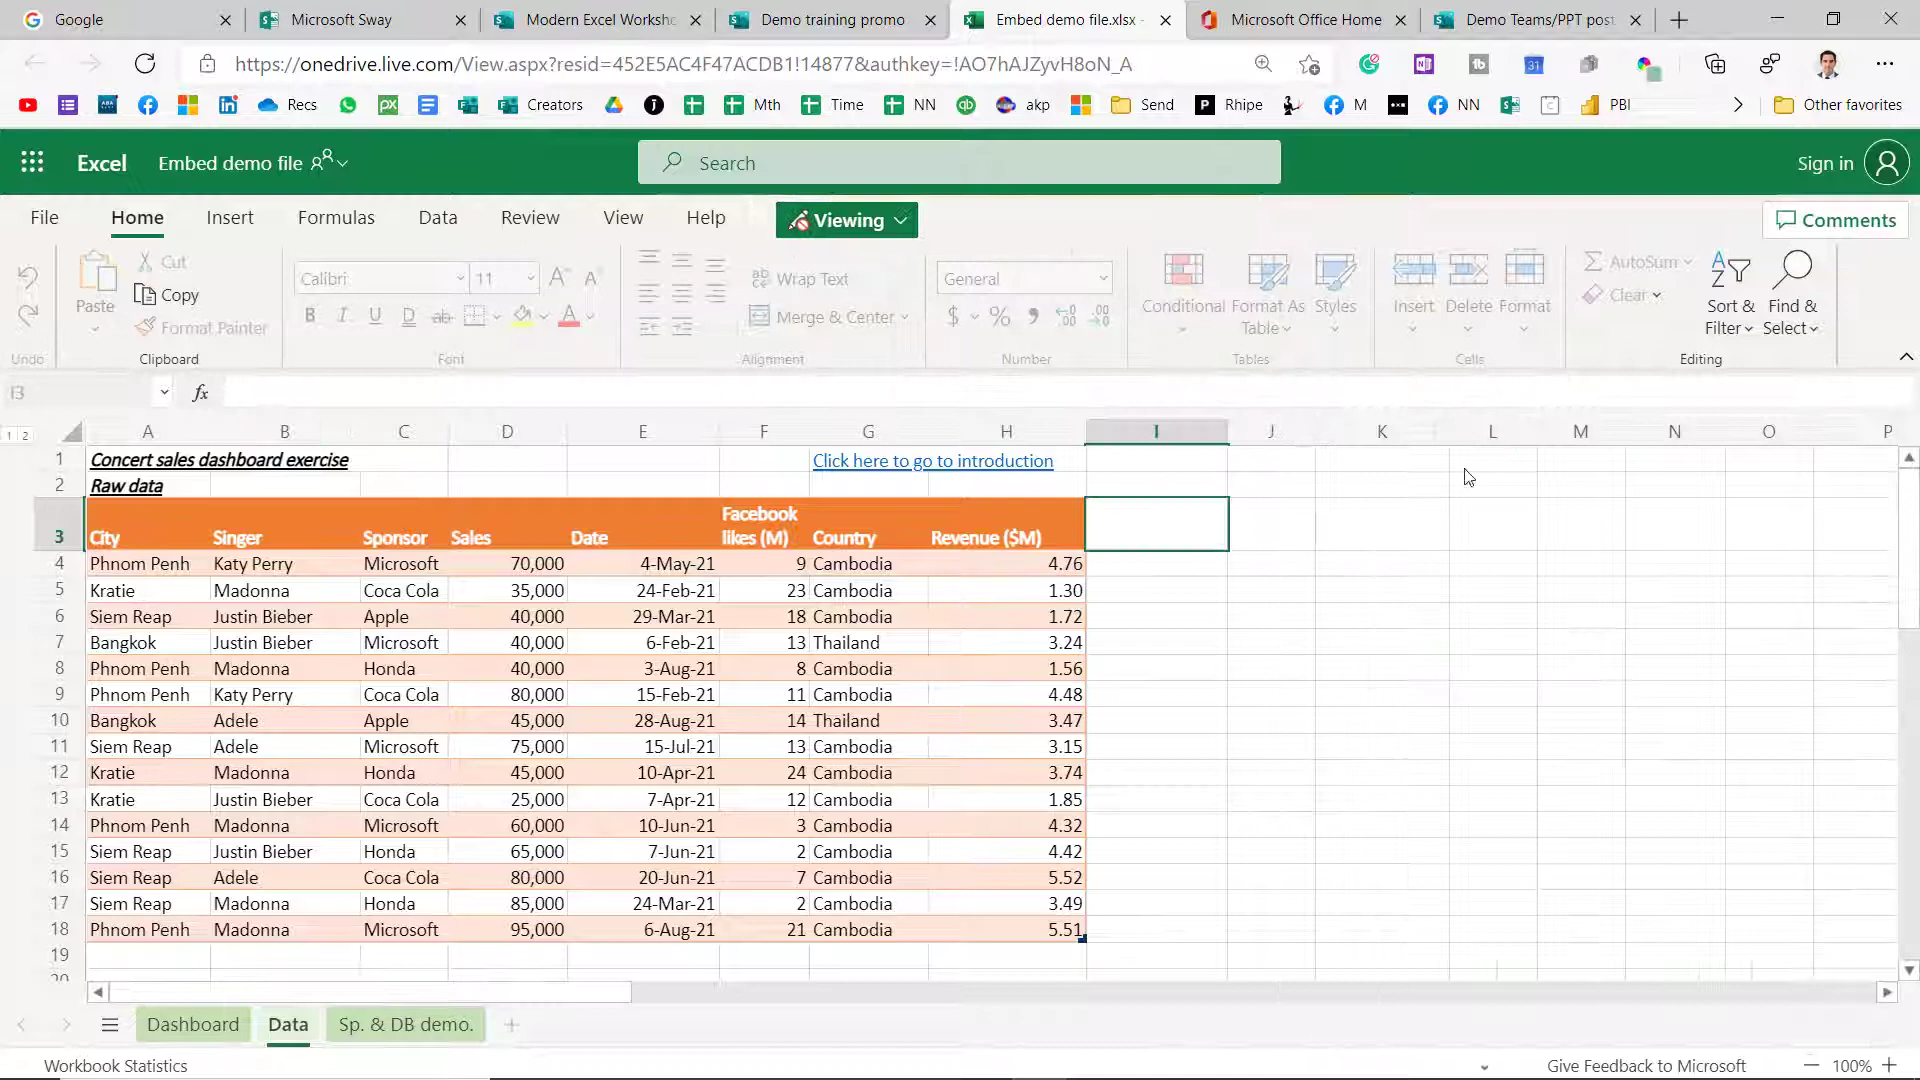 Google
Microsoft Sway
Modern Excel Worksho
Demo training promo
Embed demo file.xlsx -
Microsoft Office Home
Demo Teams/PPT post
https://onedrive.live.com/View.aspx?resid=452E5AC4F47ACDB1!14877&authkey=!AO7hAJZyvH8oN_A
Recs
Creators
Mth
Time
NN
akp
Send
Rhipe
M
NN
PBI
Other favorites
Excel
Embed demo file
Search
Sign in
File
Home
Insert
Formulas
Data
Review
View
Help
Viewing
Comments
Paste
Cut
Copy
Format Painter
Calibri
11
Wrap Text
Merge & Center
General
Conditional
Format As Table
Styles
Insert
Delete
Format
AutoSum
Clear
Sort & Filter
Find & Select
Undo
Clipboard
Font
Alignment
Number
Tables
Cells
Editing
I3
fx
1 2
A B C D E F G H I J K L M N O P
1 Concert sales dashboard exercise Click here to go to introduction
2 Raw data
3 City Singer Sponsor Sales Date Facebook likes (M) Country Revenue ($M)
4 Phnom Penh Katy Perry Microsoft 70,000 4-May-21 9 Cambodia 4.76
5 Kratie Madonna Coca Cola 35,000 24-Feb-21 23 Cambodia 1.30
6 Siem Reap Justin Bieber Apple 40,000 29-Mar-21 18 Cambodia 1.72
7 Bangkok Justin Bieber Microsoft 40,000 6-Feb-21 13 Thailand 3.24
8 Phnom Penh Madonna Honda 40,000 3-Aug-21 8 Cambodia 1.56
9 Phnom Penh Katy Perry Coca Cola 80,000 15-Feb-21 11 Cambodia 4.48
10 Bangkok Adele Apple 45,000 28-Aug-21 14 Thailand 3.47
11 Siem Reap Adele Microsoft 75,000 15-Jul-21 13 Cambodia 3.15
12 Kratie Madonna Honda 45,000 10-Apr-21 24 Cambodia 3.74
13 Kratie Justin Bieber Coca Cola 25,000 7-Apr-21 12 Cambodia 1.85
14 Phnom Penh Madonna Microsoft 60,000 10-Jun-21 3 Cambodia 4.32
15 Siem Reap Justin Bieber Honda 65,000 7-Jun-21 2 Cambodia 4.42
16 Siem Reap Adele Coca Cola 80,000 20-Jun-21 7 Cambodia 5.52
17 Siem Reap Madonna Honda 85,000 24-Mar-21 2 Cambodia 3.49
18 Phnom Penh Madonna Microsoft 95,000 6-Aug-21 21 Cambodia 5.51
19
Dashboard
Data
Sp. & DB demo.
Workbook Statistics
Give Feedback to Microsoft
100%